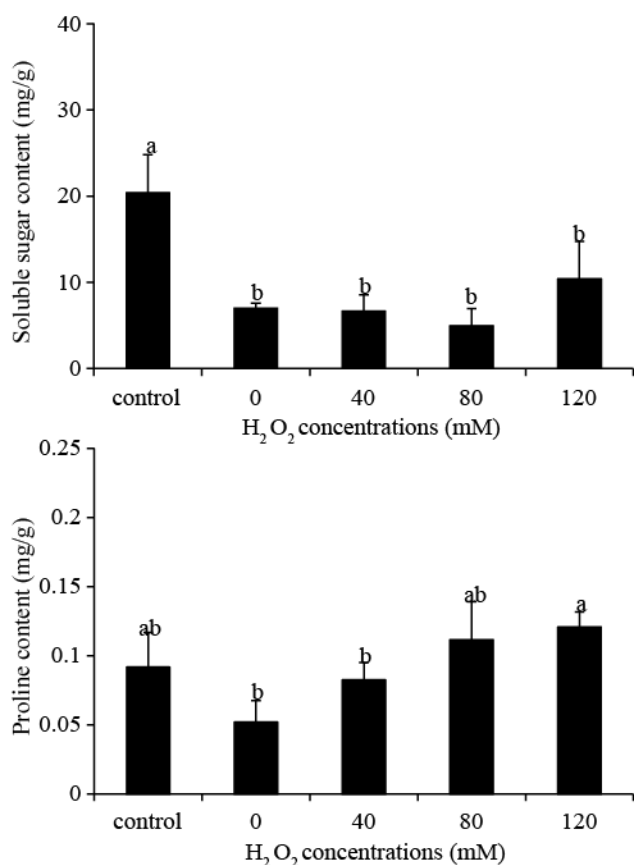 Soluble sugar content (mg/g)
40
30
20
10
0
a
b
b
b
b
control 0 40 80 120
H₂O₂ concentrations (mM)
Proline content (mg/g)
0.25
0.2
0.15
0.1
0.05
0
ab
b
b
ab
a
control 0 40 80 120
H₂O₂ concentrations (mM)